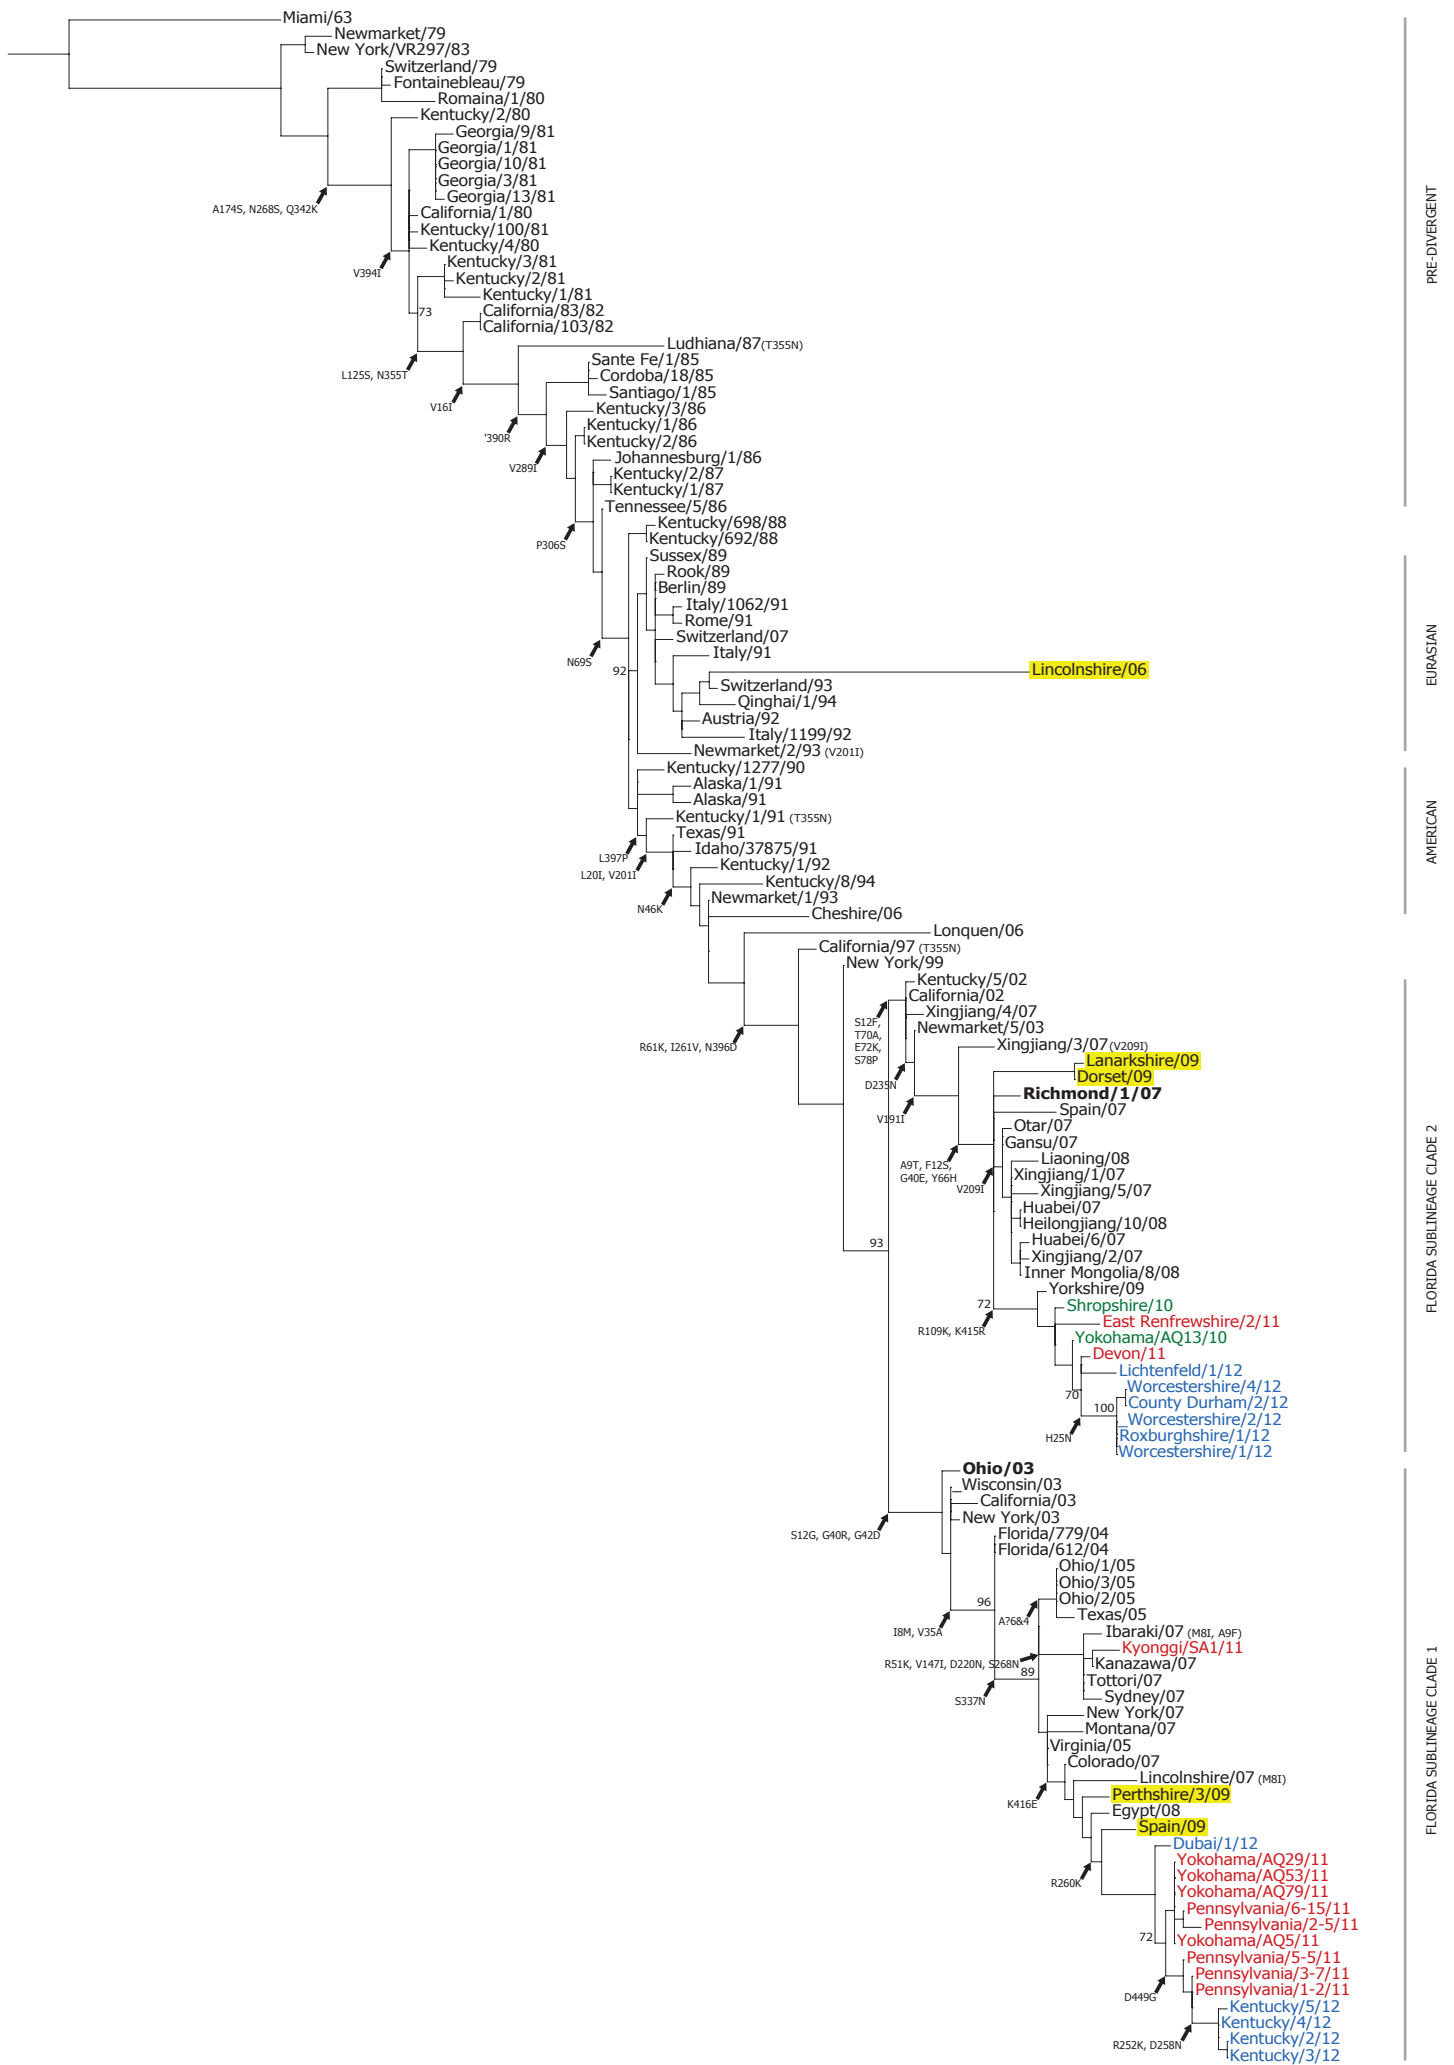 Miami/63
Newmarket/79
New York/VR297/83
Switzerland/79
Fontainebleau/79
Romaina/1/80
Kentucky/2/80
Georgia/9/81
Georgia/1/81
Georgia/10/81
Georgia/3/81
Georgia/13/81
A174S, N268S, Q342K
California/1/80
Kentucky/100/81
Kentucky/4/80
V394I
Kentucky/3/81
Kentucky/2/81
Kentucky/1/81
73
California/83/82
California/103/82
PRE-DIVERGENT
Ludhiana/87(T355N)
Sante Fe/1/85
L125S, N355T
Cordoba/18/85
Santiago/1/85
V16I
Kentucky/3/86
Kentucky/1/86
'390R
Kentucky/2/86
Johannesburg/1/86
V289I
Kentucky/2/87
Kentucky/1/87
Tennessee/5/86
Kentucky/698/88
Kentucky/692/88
P306S
Sussex/89
Rook/89
Berlin/89
Italy/1062/91
Rome/91
Switzerland/07
Italy/91
N69S
92
Lincolnshire/06
EURASIAN
Switzerland/93
Qinghai/1/94
Austria/92
Italy/1199/92
Newmarket/2/93 (V201I)
Kentucky/1277/90
Alaska/1/91
Alaska/91
Kentucky/1/91 (T355N)
Texas/91
Idaho/37875/91
L397P
Kentucky/1/92
L20I, V201I
Kentucky/8/94
AMERICAN
Newmarket/1/93
N46K
Cheshire/06
Lonquen/06
California/97 (T355N)
New York/99
Kentucky/5/02
California/02
Xingjiang/4/07
S12F,
T70A,
E72K,
S78P
Newmarket/5/03
R61K, I261V, N396D
Xingjiang/3/07(V209I)
Lanarkshire/09
Dorset/09
D235N
Richmond/1/07
Spain/07
V191I
Otar/07
Gansu/07
Liaoning/08
A9T, F12S,
G40E, Y66H
Xingjiang/1/07
V209I
Xingjiang/5/07
Huabei/07
Heilongjiang/10/08
Huabei/6/07
93
Xingjiang/2/07
Inner Mongolia/8/08
Yorkshire/09
72
Shropshire/10
East Renfrewshire/2/11
R109K, K415R
Yokohama/AQ13/10
Devon/11
Lichtenfeld/1/12
Worcestershire/4/12
70
County Durham/2/12
100
Worcestershire/2/12
Roxburghshire/1/12
H25N
Worcestershire/1/12
FLORIDA SUBLINEAGE CLADE 2
Ohio/03
Wisconsin/03
California/03
New York/03
S12G, G40R, G42D
Florida/779/04
Florida/612/04
Ohio/1/05
Ohio/3/05
Ohio/2/05
96
Texas/05
A?6&4
I8M, V35A
Ibaraki/07 (M8I, A9F)
Kyonggi/SA1/11
R51K, V147I, D220N, S268N
Kanazawa/07
89
Tottori/07
Sydney/07
S337N
New York/07
Montana/07
Virginia/05
Colorado/07
Lincolnshire/07 (M8I)
Perthshire/3/09
K416E
Egypt/08
Spain/09
Dubai/1/12
Yokohama/AQ29/11
Yokohama/AQ53/11
R260K
Yokohama/AQ79/11
Pennsylvania/6-15/11
Pennsylvania/2-5/11
72
Yokohama/AQ5/11
Pennsylvania/5-5/11
Pennsylvania/3-7/11
Pennsylvania/1-2/11
D449G
Kentucky/5/12
Kentucky/4/12
Kentucky/2/12
R252K, D258N
Kentucky/3/12
FLORIDA SUBLINEAGE CLADE 1